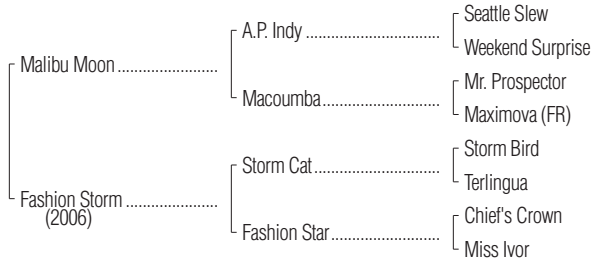 Seattle Slew
A.P. Indy ............................
Weekend Surprise
Malibu Moon .....................
Mr. Prospector
Macoumba ........................
Maximova (FR)
Storm Bird
Storm Cat .........................
Terlingua
Fashion Storm ...................
(2006)
Chief's Crown
Fashion Star ......................
Miss Ivor